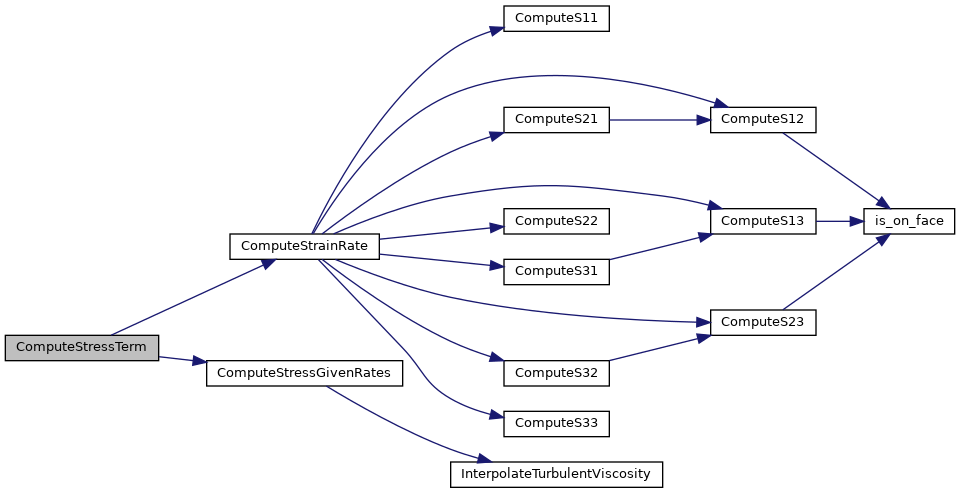 ComputeS11
ComputeS21
ComputeS12
ComputeS22
ComputeS13
is_on_face
ComputeStrainRate
ComputeS31
ComputeS23
ComputeStressTerm
ComputeStressGivenRates
ComputeS32
ComputeS33
InterpolateTurbulentViscosity